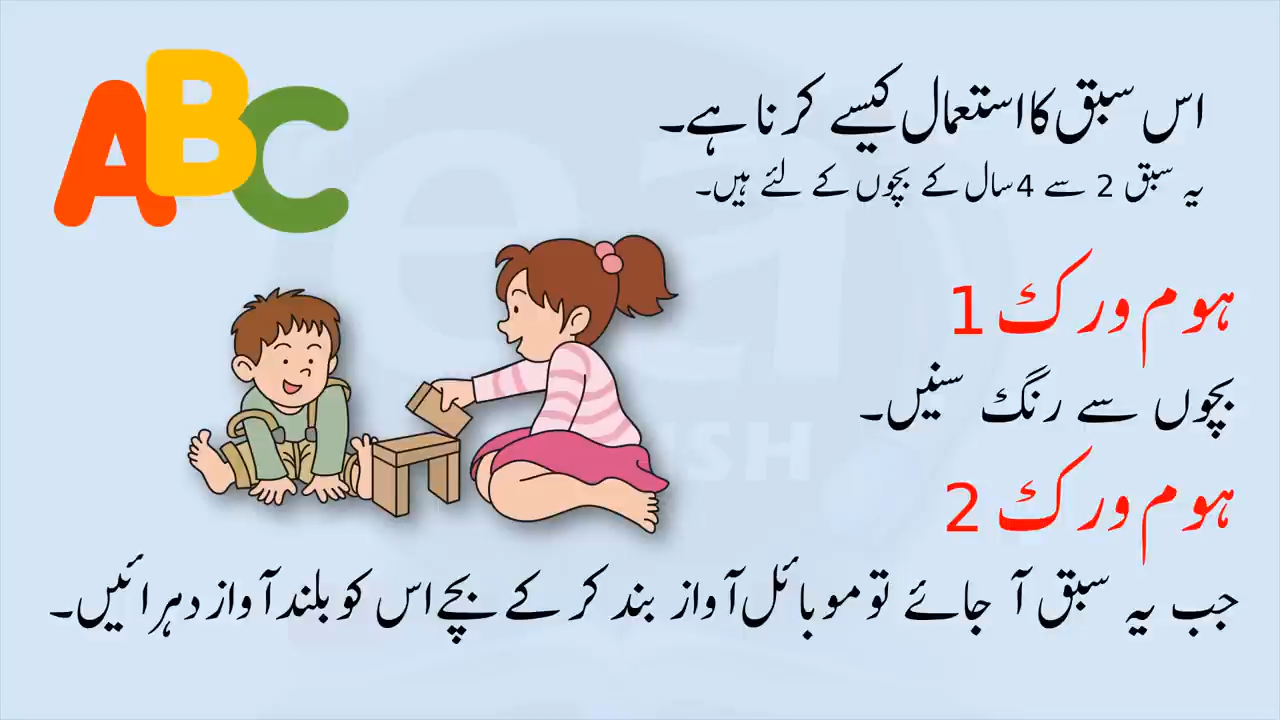 ABC
اس سبق کا استعمال کیسے کرنا ہے۔
یہ سبق 2 سے 4 سال کے بچوں کے لئے ہیں۔
ہوم ورک 1
بچوں سے رنگ سنیں۔
ہوم ورک 2
جب یہ سبق آ جائے تو موبائل آواز بند کر کے بچے اس کو بلند آواز دہرائیں۔